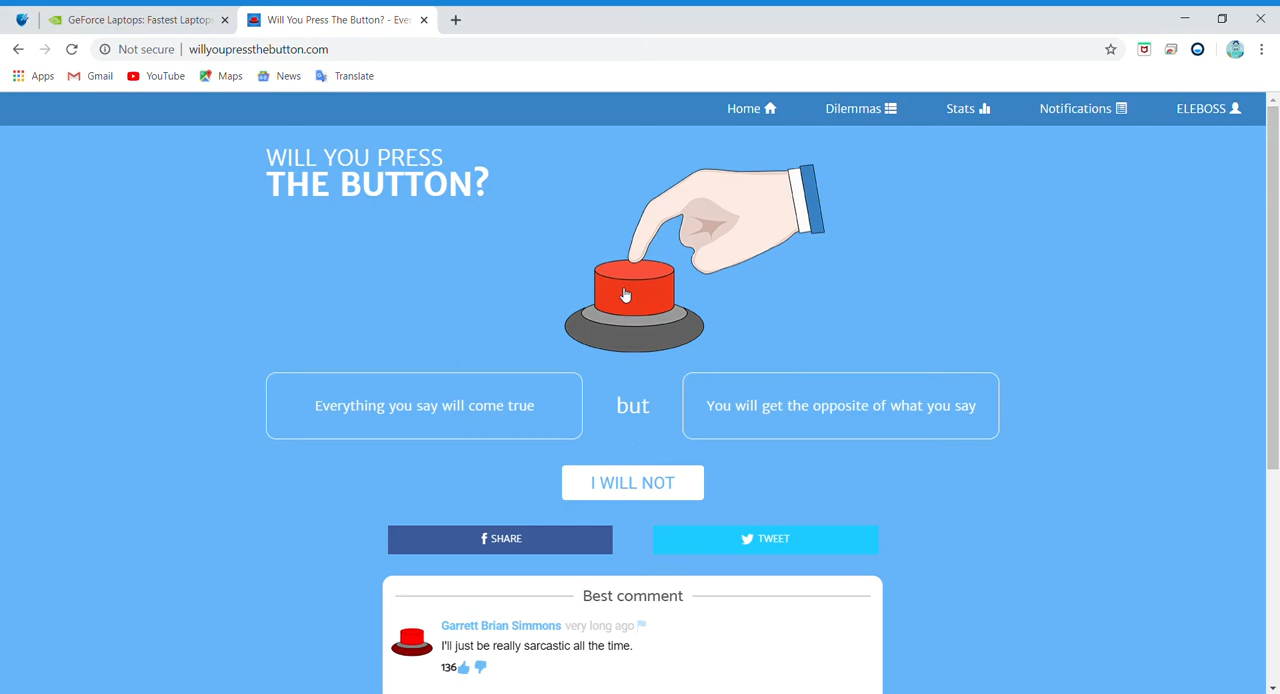 GeForce Laptops: Fastest Laptops
Will You Press The Button? - Ever
Not secure | willyoupressthebutton.com
Apps Gmail YouTube Maps News Translate
Home Dilemmas Stats Notifications ELEBOSS
WILL YOU PRESS
THE BUTTON?
Everything you say will come true but You will get the opposite of what you say
I WILL NOT
SHARE TWEET
Best comment
Garrett Brian Simmons very long ago
I'll just be really sarcastic all the time.
136